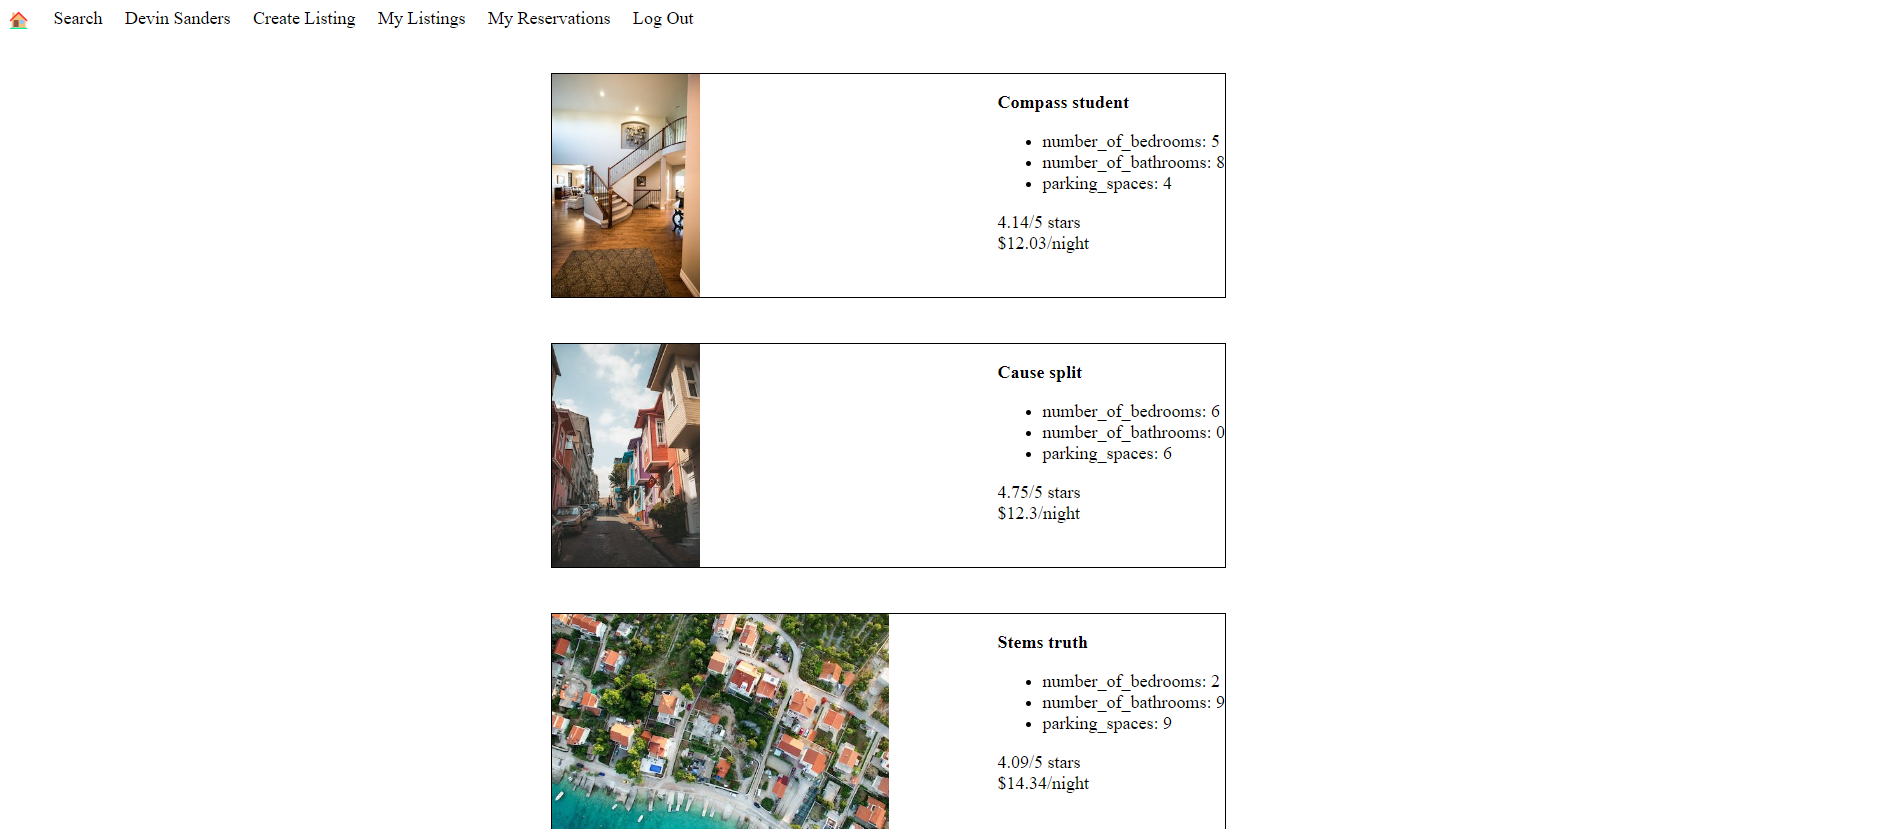 Search Devin Sanders Create Listing My Listings My Reservations Log Out
Compass student
number_of_bedrooms: 5
number_of_bathrooms: 8
parking_spaces: 4
4.14/5 stars
$12.03/night
Cause split
number_of_bedrooms: 6
number_of_bathrooms: 0
parking_spaces: 6
4.75/5 stars
$12.3/night
Stems truth
number_of_bedrooms: 2
number_of_bathrooms: 9
parking_spaces: 9
4.09/5 stars
$14.34/night